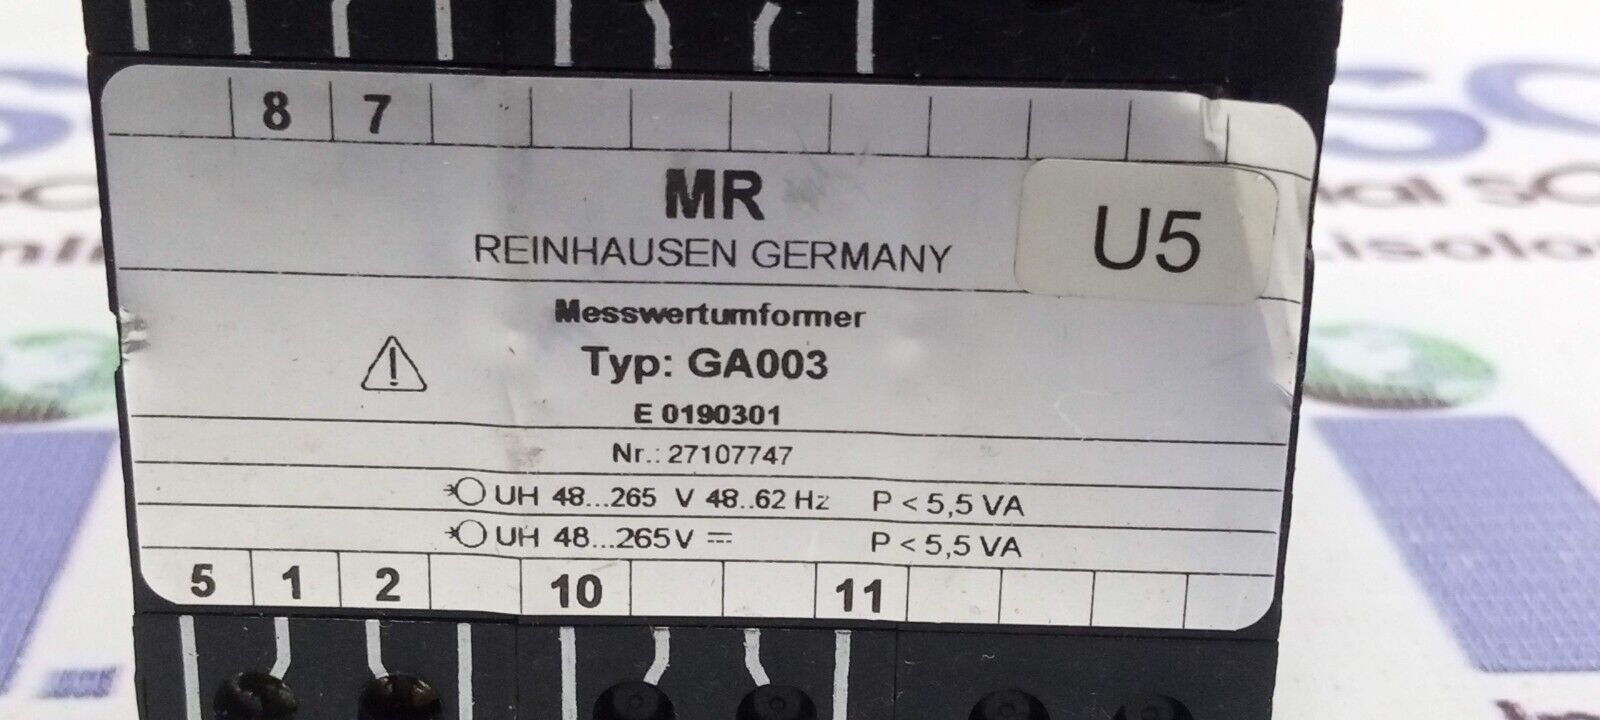 8 7
MR
U5
REINHAUSEN GERMANY
Messwertumformer
Typ: GA003
E 0190301
Nr.: 27107747
UH 48...265 V 48..62 Hz P < 5,5 VA
UH 48...265V P < 5,5 VA
5 1 2 10 11